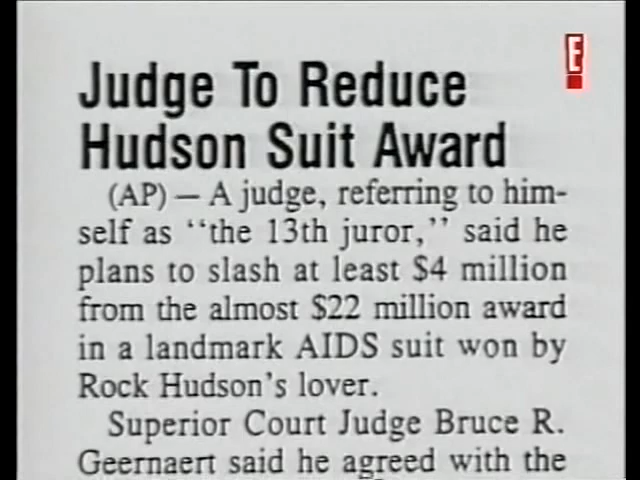 E!
Judge To Reduce
Hudson Suit Award
(AP) — A judge, referring to him-
self as ‘‘the 13th juror,’’ said he
plans to slash at least $4 million
from the almost $22 million award
in a landmark AIDS suit won by
Rock Hudson's lover.
Superior Court Judge Bruce R.
Geernaert said he agreed with the